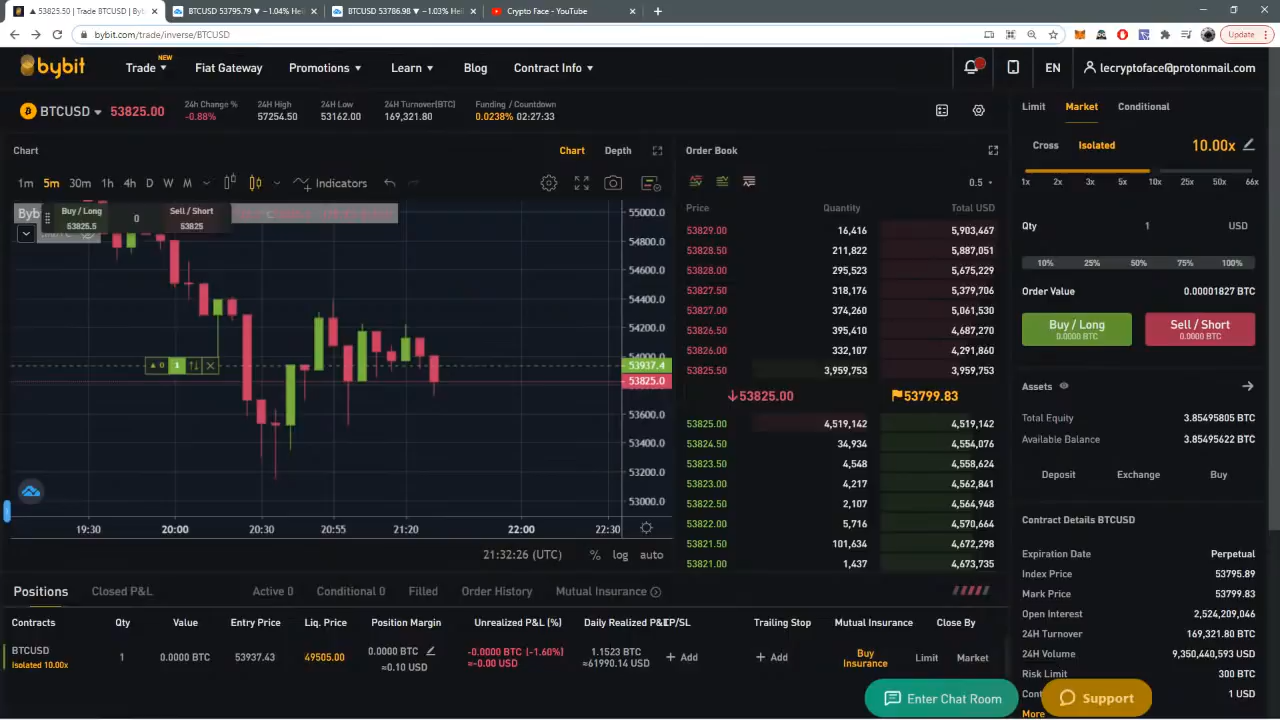 ▲ 53825.50 | Trade BTCUSD | Byb
BTCUSD 53795.79 ▼ −1.04% Hei
BTCUSD 53786.98 ▼ −1.03% Hei
Crypto Face - YouTube
bybit.com/trade/inverse/BTCUSD
Update
bybit
Trade
NEW
Fiat Gateway
Promotions
Learn
Blog
Contract Info
EN
lecryptoface@protonmail.com
BTCUSD
53825.00
24h Change %
-0.88%
24H High
57254.50
24H Low
53162.00
24H Turnover(BTC)
169,321.80
Funding / Countdown
0.0238% 02:27:33
Chart
Chart
Depth
1m 5m 30m 1h 4h D W M
Indicators
Byb
Buy / Long
53825.5
0
Sell / Short
53825
55000.0
54800.0
54600.0
54400.0
54200.0
54000.0
53937.4
53825.0
53600.0
53400.0
53200.0
53000.0
▲ 0 1
19:30 20:00 20:30 20:55 21:20 22:00 22:30
21:32:26 (UTC) % log auto
Order Book
0.5
Price Quantity Total USD
53829.00 16,416 5,903,467
53828.50 211,822 5,887,051
53828.00 295,523 5,675,229
53827.50 318,176 5,379,706
53827.00 374,260 5,061,530
53826.50 395,410 4,687,270
53826.00 332,107 4,291,860
53825.50 3,959,753 3,959,753
↓53825.00 53799.83
53825.00 4,519,142 4,519,142
53824.50 34,934 4,554,076
53823.50 4,548 4,558,624
53823.00 4,217 4,562,841
53822.50 2,107 4,564,948
53822.00 5,716 4,570,664
53821.50 101,634 4,672,298
53821.00 1,437 4,673,735
Limit Market Conditional
Cross Isolated 10.00x
1x 2x 3x 5x 10x 25x 50x 66x
Qty 1 USD
10% 25% 50% 75% 100%
Order Value 0.00001827 BTC
Buy / Long
0.0000 BTC
Sell / Short
0.0000 BTC
Assets
Total Equity 3.85495805 BTC
Available Balance 3.85495622 BTC
Deposit Exchange Buy
Contract Details BTCUSD
Expiration Date Perpetual
Index Price 53795.89
Mark Price 53799.83
Open Interest 2,524,209,046
24H Turnover 169,321.80 BTC
24H Volume 9,350,440,593 USD
Risk Limit 300 BTC
Cont 1 USD
More
Positions Closed P&L Active 0 Conditional 0 Filled Order History Mutual Insurance
Contracts Qty Value Entry Price Liq. Price Position Margin Unrealized P&L (%) Daily Realized P&L TP/SL Trailing Stop Mutual Insurance Close By
BTCUSD
Isolated 10.00x
1 0.0000 BTC 53937.43 49505.00
0.0000 BTC
≈0.10 USD
-0.0000 BTC (-1.60%)
≈-0.00 USD
1.1523 BTC
≈61990.14 USD
+ Add
+ Add
Buy
Insurance
Limit Market
Enter Chat Room
Support